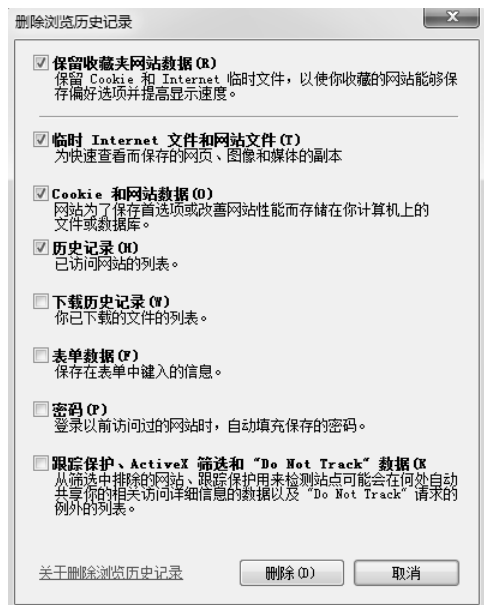 删除浏览历史记录
保留收藏夹网站数据(R)
保留 Cookie 和 Internet 临时文件，以使你收藏的网站能够保
存偏好选项并提高显示速度。
临时 Internet 文件和网站文件(T)
为快速查看而保存的网页、图像和媒体的副本
Cookie 和网站数据(O)
网站为了保存首选项或改善网站性能而存储在你计算机上的
文件或数据库。
历史记录(H)
已访问网站的列表。
下载历史记录(W)
你已下载的文件的列表。
表单数据(F)
保存在表单中键入的信息。
密码(P)
登录以前访问过的网站时，自动填充保存的密码。
跟踪保护、ActiveX 筛选和 “Do Not Track” 数据(K
从筛选中排除的网站、跟踪保护用来检测站点可能会在何处自动
共享你的相关访问详细信息的数据以及 “Do Not Track” 请求的
例外的列表。
关于删除浏览历史记录
删除(D)
取消